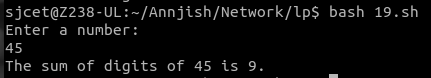 sjcet@Z238-UL:~/Annjish/Network/lp$ bash 19.sh
Enter a number:
45
The sum of digits of 45 is 9.